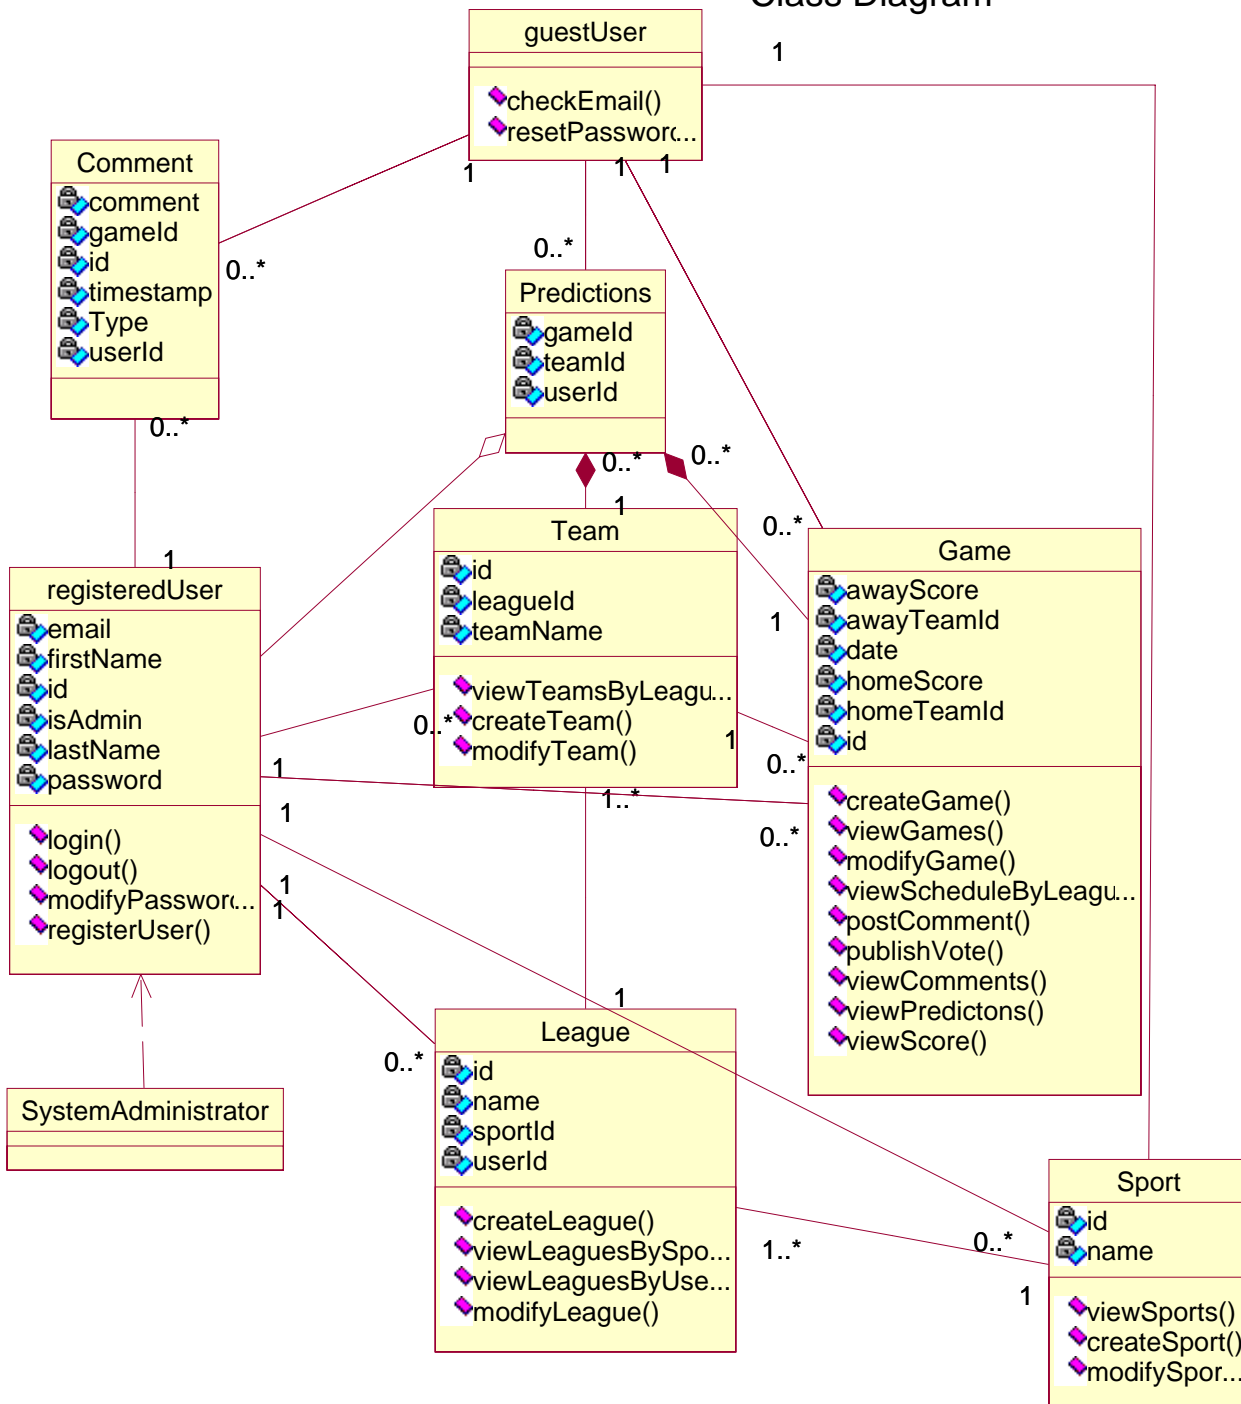 Class Diagram
guestUser
checkEmail()
resetPassword...
1
1
1
1
1
Comment
comment
gameId
id
timestamp
Type
userId
0..*
0..*
0..*
Predictions
gameId
teamId
userId
0..*
0..*
1
Team
id
leagueId
teamName
viewTeamsByLeagu...
createTeam()
modifyTeam()
0..*
1
1..*
0..*
1
Game
awayScore
awayTeamId
date
homeScore
homeTeamId
id
createGame()
viewGames()
modifyGame()
viewScheduleByLeagu...
postComment()
publishVote()
viewComments()
viewPredictons()
viewScore()
0..*
0..*
1
registeredUser
email
firstName
id
isAdmin
lastName
password
login()
logout()
modifyPassword...
registerUser()
1
1
1
1
SystemAdministrator
1
0..*
League
id
name
sportId
userId
createLeague()
viewLeaguesBySpo...
viewLeaguesByUse...
modifyLeague()
1..*
0..*
1
Sport
id
name
viewSports()
createSport()
modifySpor...